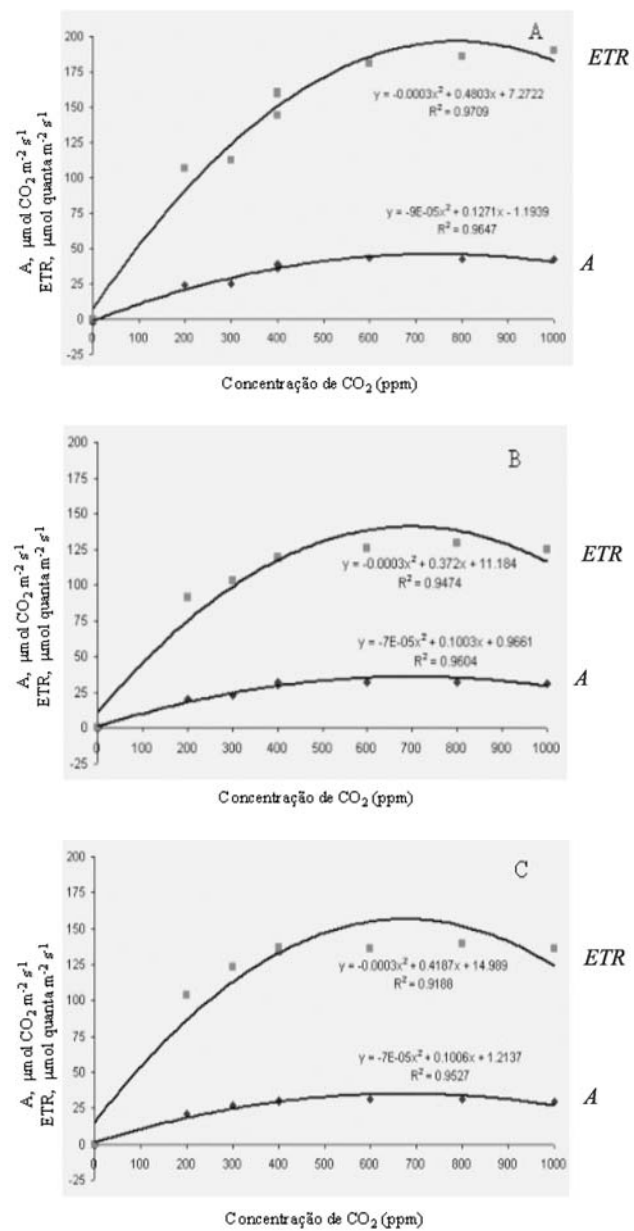 A
200
175
150
125
100
75
50
25
0
-25
A, µmol CO₂ m⁻² s⁻¹
ETR, µmol quanta m⁻² s⁻¹
y = -0.0003x² + 0.4803x + 7.2722
R² = 0.9709
y = -9E-05x² + 0.1271x - 1.1939
R² = 0.9647
ETR
A
0 100 200 300 400 500 600 700 800 900 1000
Concentração de CO₂ (ppm)
B
200
175
150
125
100
75
50
25
0
-25
A, µmol CO₂ m⁻² s⁻¹
ETR, µmol quanta m⁻² s⁻¹
y = -0.0003x² + 0.372x + 11.184
R² = 0.9474
y = -7E-05x² + 0.1003x + 0.9661
R² = 0.9604
ETR
A
0 100 200 300 400 500 600 700 800 900 1000
Concentração de CO₂ (ppm)
C
200
175
150
125
100
75
50
25
0
-25
A, µmol CO₂ m⁻² s⁻¹
ETR, µmol quanta m⁻² s⁻¹
y = -0.0003x² + 0.4187x + 14.989
R² = 0.9188
y = -7E-05x² + 0.1006x + 1.2137
R² = 0.9527
ETR
A
0 100 200 300 400 500 600 700 800 900 1000
Concentração de CO₂ (ppm)